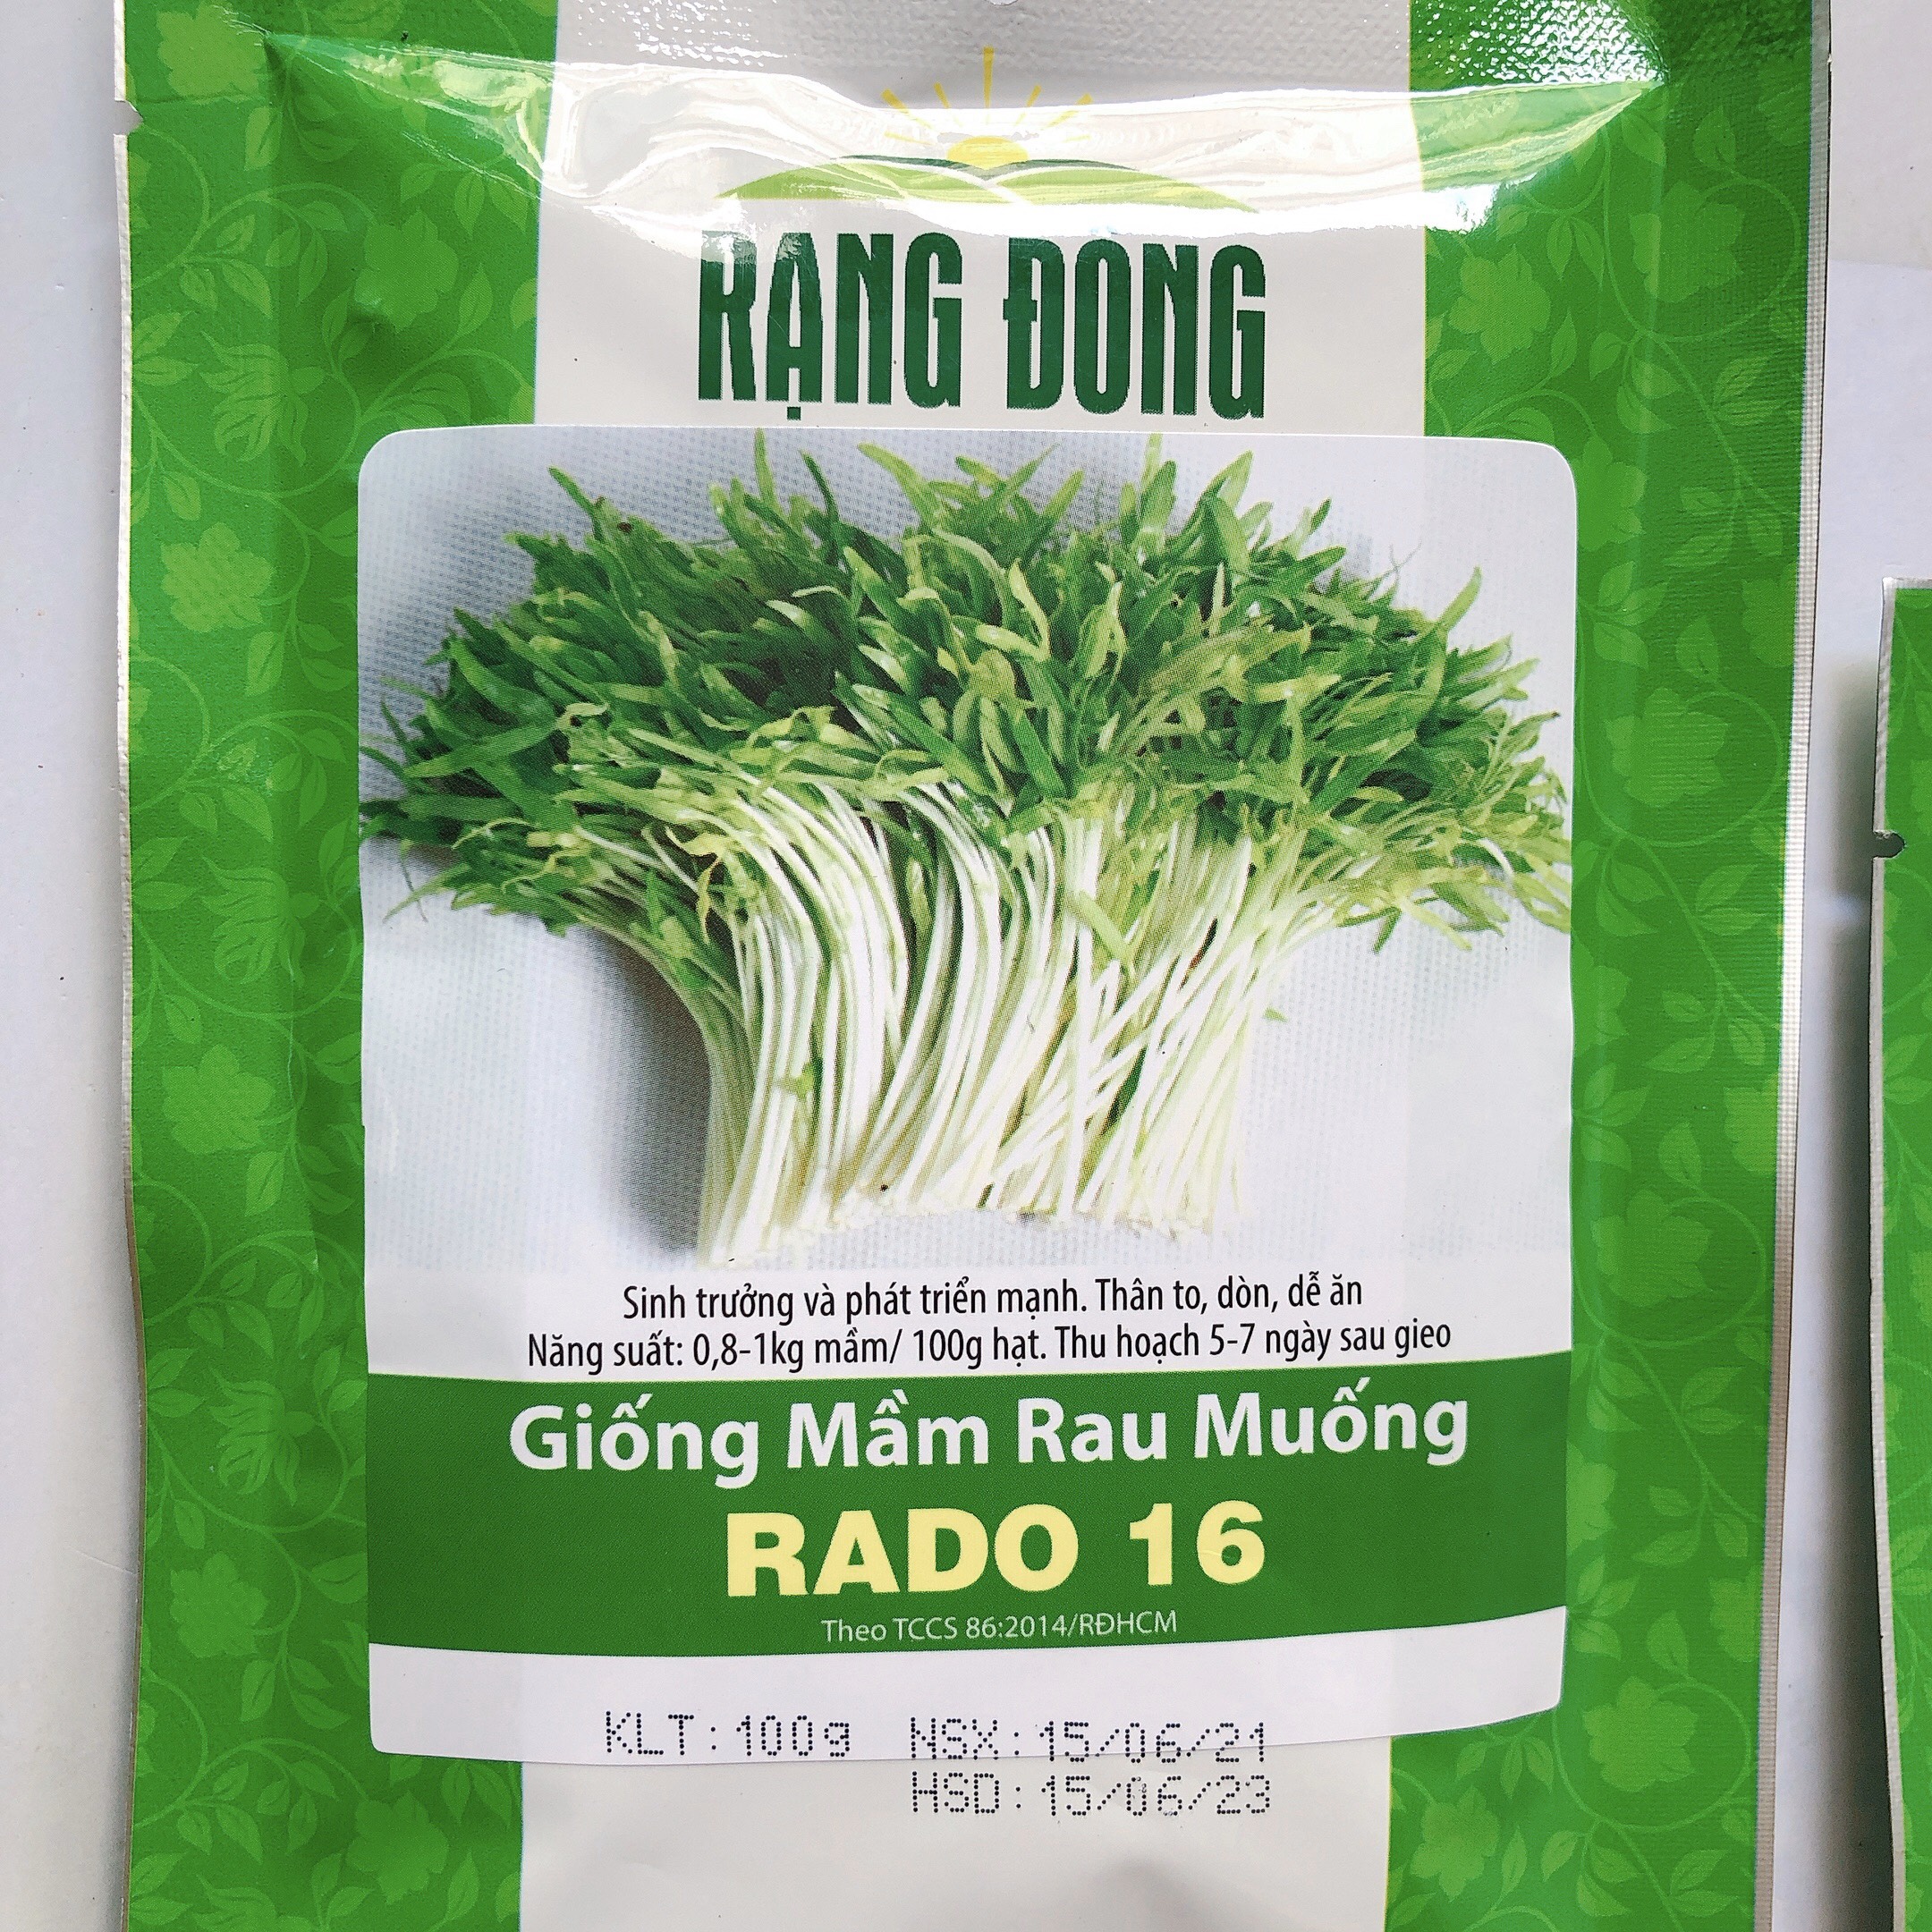 RẠNG ĐONG
Sinh trưởng và phát triển mạnh. Thân to, dòn, dễ ăn
Năng suất: 0,8-1kg mầm/ 100g hạt. Thu hoạch 5-7 ngày sau gieo
Giống Mầm Rau Muống
RADO 16
Theo TCCS 86:2014/RĐHCM
KLT:100g NSX:15/06/21
HSD:15/06/23